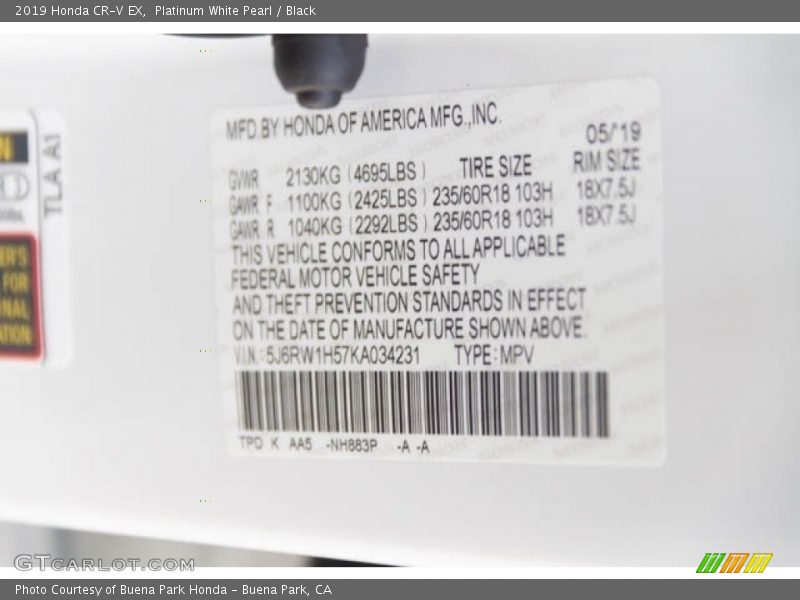 2019 Honda CR-V EX, Platinum White Pearl / Black
MFD.BY HONDA OF AMERICA MFG.,INC.
05/19
GVWR 2130KG (4695LBS) TIRE SIZE RIM SIZE
GAWR F 1100KG (2425LBS) 235/60R18 103H 18X7.5J
GAWR R 1040KG (2292LBS) 235/60R18 103H 18X7.5J
THIS VEHICLE CONFORMS TO ALL APPLICABLE
FEDERAL MOTOR VEHICLE SAFETY
AND THEFT PREVENTION STANDARDS IN EFFECT
ON THE DATE OF MANUFACTURE SHOWN ABOVE.
V.I.N.:5J6RW1H57KA034231 TYPE:MPV
TPD K AA5 -NH883P -A -A
TLA A1
FOR
GTCARLOT.COM
Photo Courtesy of Buena Park Honda - Buena Park, CA